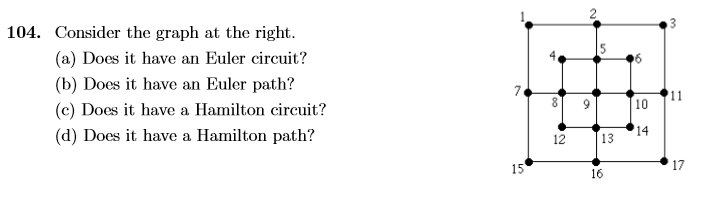 104. Consider the graph at the right.
(a) Does it have an Euler circuit?
(b) Does it have an Euler path?
(c) Does it have a Hamilton circuit?
(d) Does it have a Hamilton path?
1 2 3
4 5 6
7 8 9 10 11
12 13 14
15 16 17